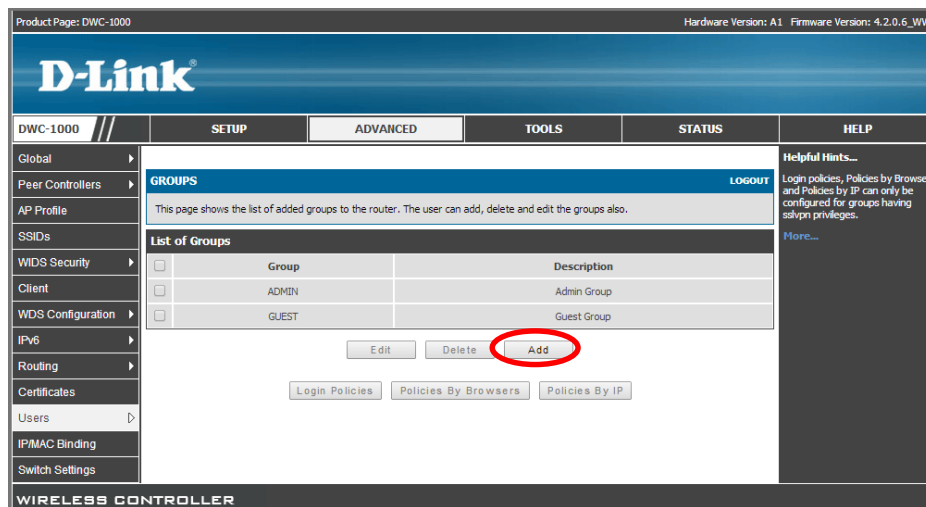 Product Page: DWC-1000 Hardware Version: A1 Firmware Version: 4.2.0.6_WW
D-Link®
DWC-1000 SETUP ADVANCED TOOLS STATUS HELP
Global
Peer Controllers
AP Profile
SSIDs
WIDS Security
Client
WDS Configuration
IPv6
Routing
Certificates
Users
IP/MAC Binding
Switch Settings
GROUPS LOGOUT
This page shows the list of added groups to the router. The user can add, delete and edit the groups also.
List of Groups
Group Description
ADMIN Admin Group
GUEST Guest Group
Edit Delete Add
Login Policies Policies By Browsers Policies By IP
Helpful Hints...
Login policies, Policies by Browse
and Policies by IP can only be
configured for groups having
sslvpn privileges.
More...
WIRELESS CONTROLLER